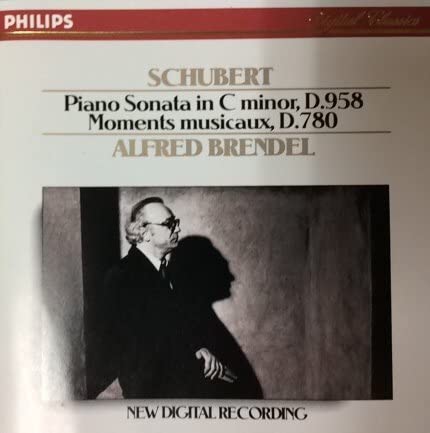 PHILIPS
Digital Classics
SCHUBERT
Piano Sonata in C minor, D.958
Moments musicaux, D.780
ALFRED BRENDEL
NEW DIGITAL RECORDING